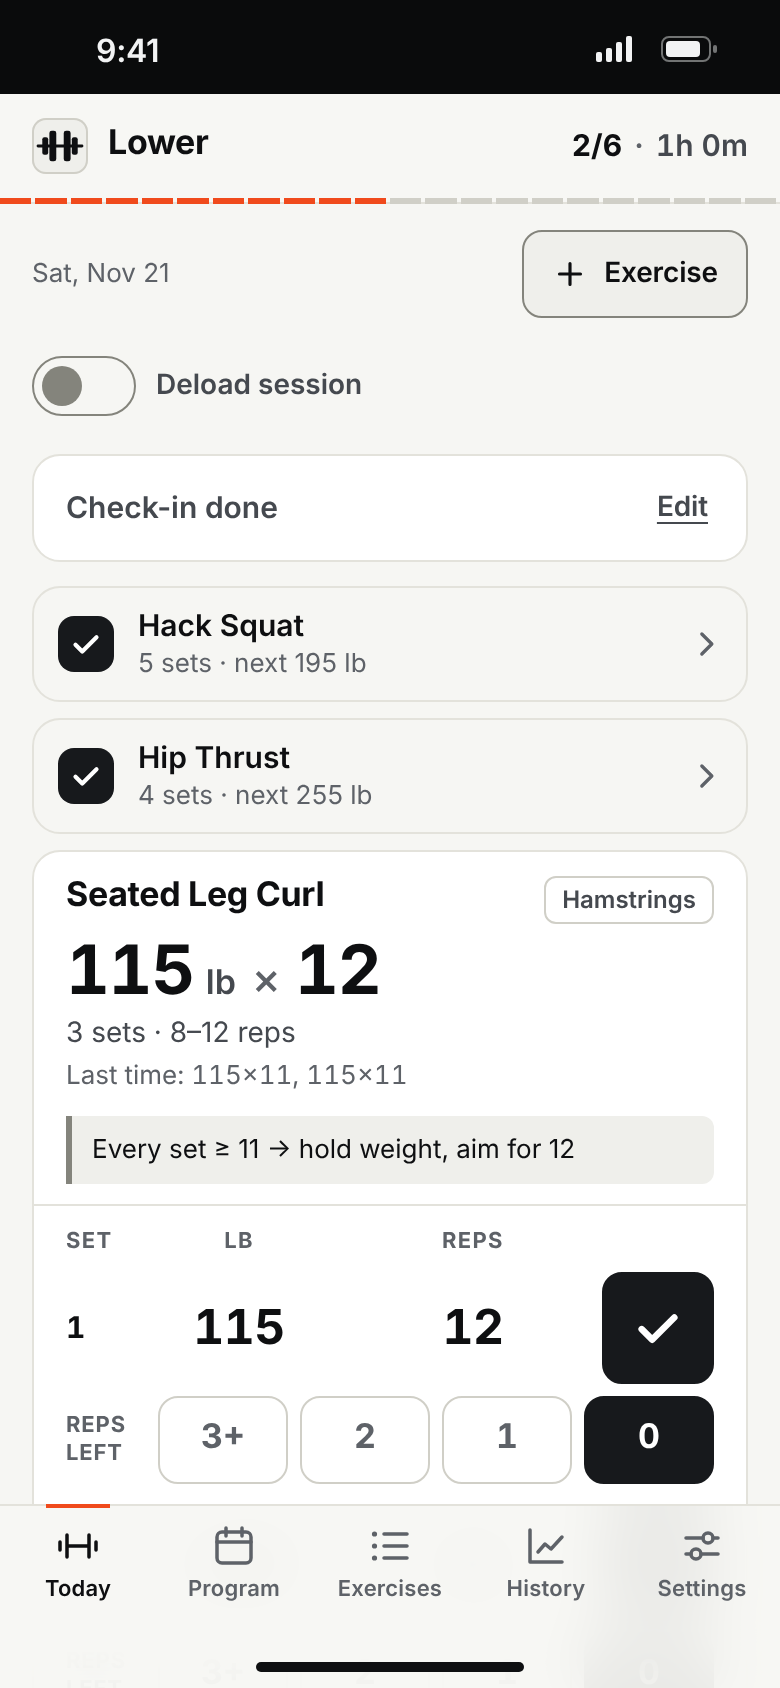 9:41
Lower
2/6 · 1h 0m
Sat, Nov 21
Exercise
Deload session
Check-in done
Edit
Hack Squat
5 sets · next 195 lb
Hip Thrust
4 sets · next 255 lb
Seated Leg Curl
Hamstrings
115 lb × 12
3 sets · 8–12 reps
Last time: 115×11, 115×11
Every set ≥ 11 → hold weight, aim for 12
SET LB REPS
1 115 12
REPS LEFT
3+ 2 1 0
Today Program Exercises History Settings